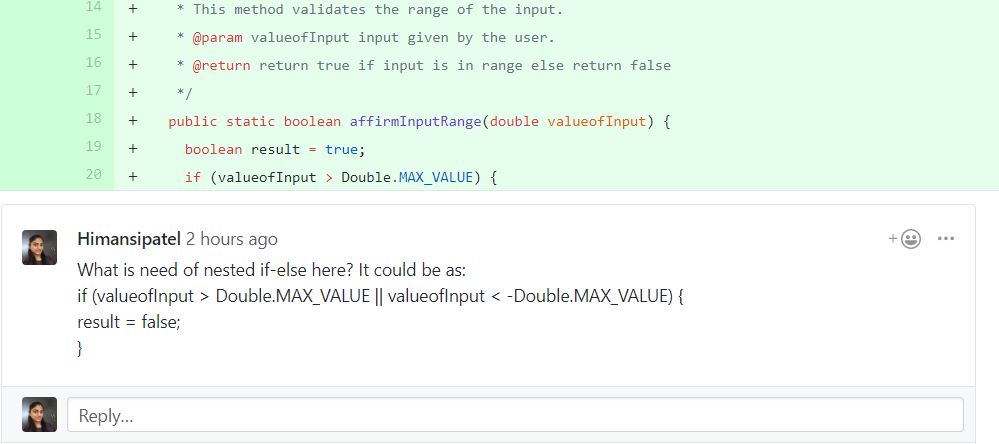 14 + * This method validates the range of the input.
15 + * @param valueofInput input given by the user.
16 + * @return return true if input is in range else return false
17 + */
18 + public static boolean affirmInputRange(double valueofInput) {
19 + boolean result = true;
20 + if (valueofInput > Double.MAX_VALUE) {
Himansipatel 2 hours ago
What is need of nested if-else here? It could be as:
if (valueofInput > Double.MAX_VALUE || valueofInput < -Double.MAX_VALUE) {
result = false;
}
Reply...